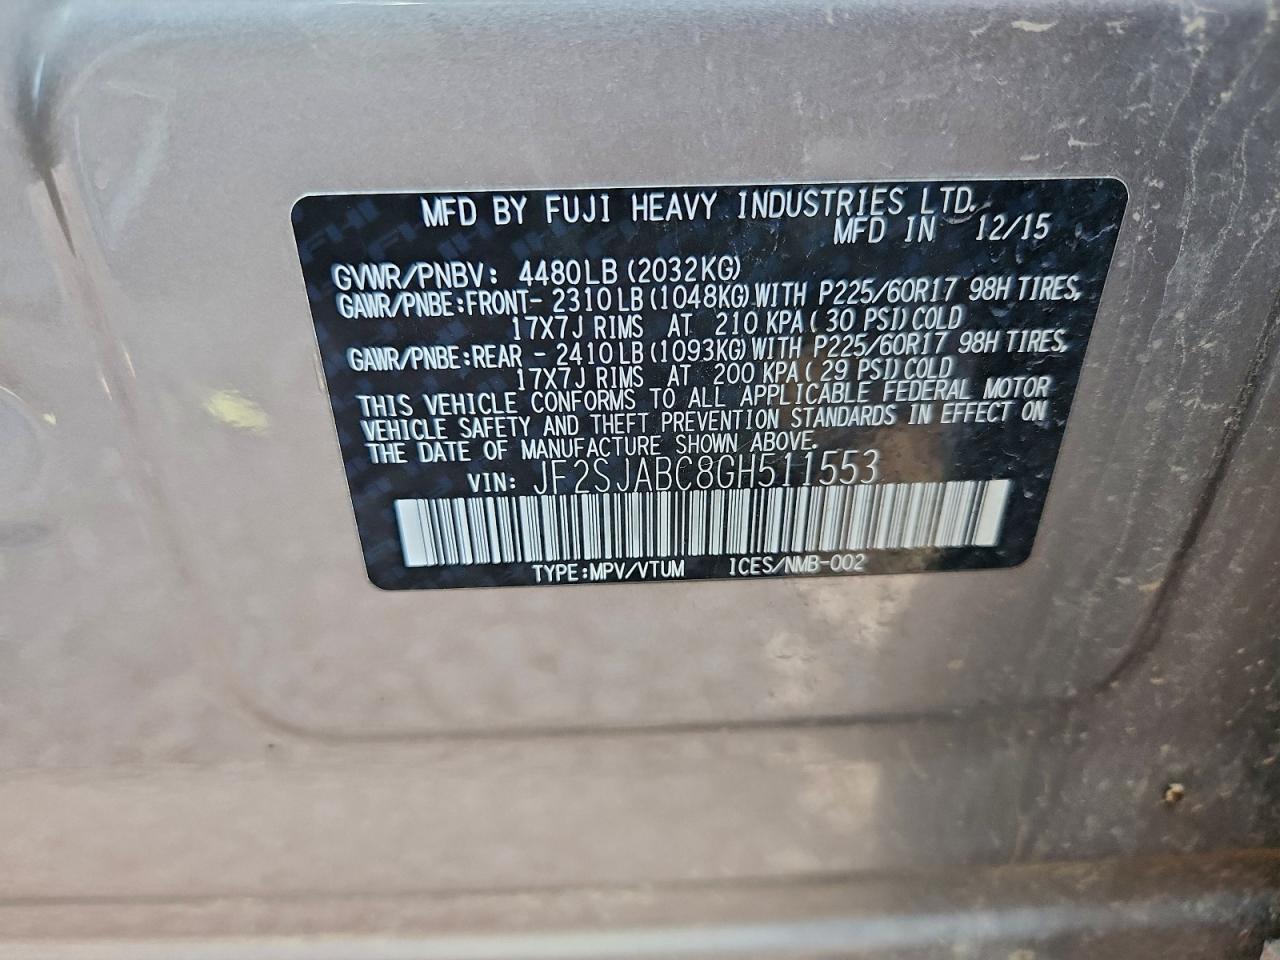 MFD BY FUJI HEAVY INDUSTRIES LTD.
MFD IN 12/15
GVWR/PNBV: 4480LB (2032KG)
GAWR/PNBE:FRONT- 2310LB (1048KG) WITH P225/60R17 98H TIRES,
17X7J RIMS AT 210 KPA ( 30 PSI) COLD
GAWR/PNBE:REAR - 2410LB (1093KG) WITH P225/60R17 98H TIRES,
17X7J RIMS AT 200 KPA ( 29 PSI) COLD
THIS VEHICLE CONFORMS TO ALL APPLICABLE FEDERAL MOTOR
VEHICLE SAFETY AND THEFT PREVENTION STANDARDS IN EFFECT ON
THE DATE OF MANUFACTURE SHOWN ABOVE.
VIN: JF2SJABC8GH511553
TYPE:MPV/VTUM ICES/NMB-002